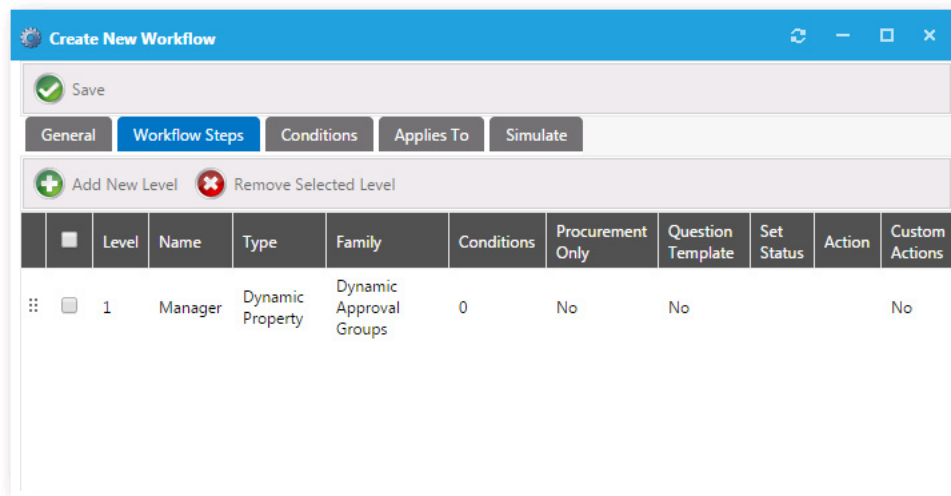 Create New Workflow
Save
General Workflow Steps Conditions Applies To Simulate
Add New Level Remove Selected Level
Level Name Type Family Conditions Procurement Only Question Template Set Status Action Custom Actions
1 Manager Dynamic Property Dynamic Approval Groups 0 No No No